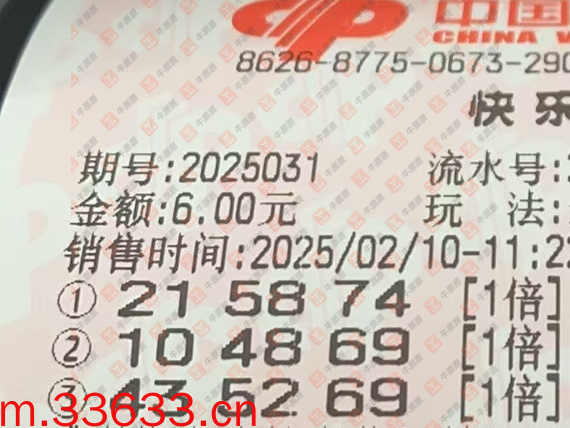 中国
CHINA
8626-8775-0673-290
快乐
期号:2025031 流水号:
金额:6.00元 玩 法:
销售时间:2025/02/10-11:22
① 21 58 74 [1倍]
② 10 48 69 [1倍]
③ 43 52 69 [1倍]
m.33633.cn